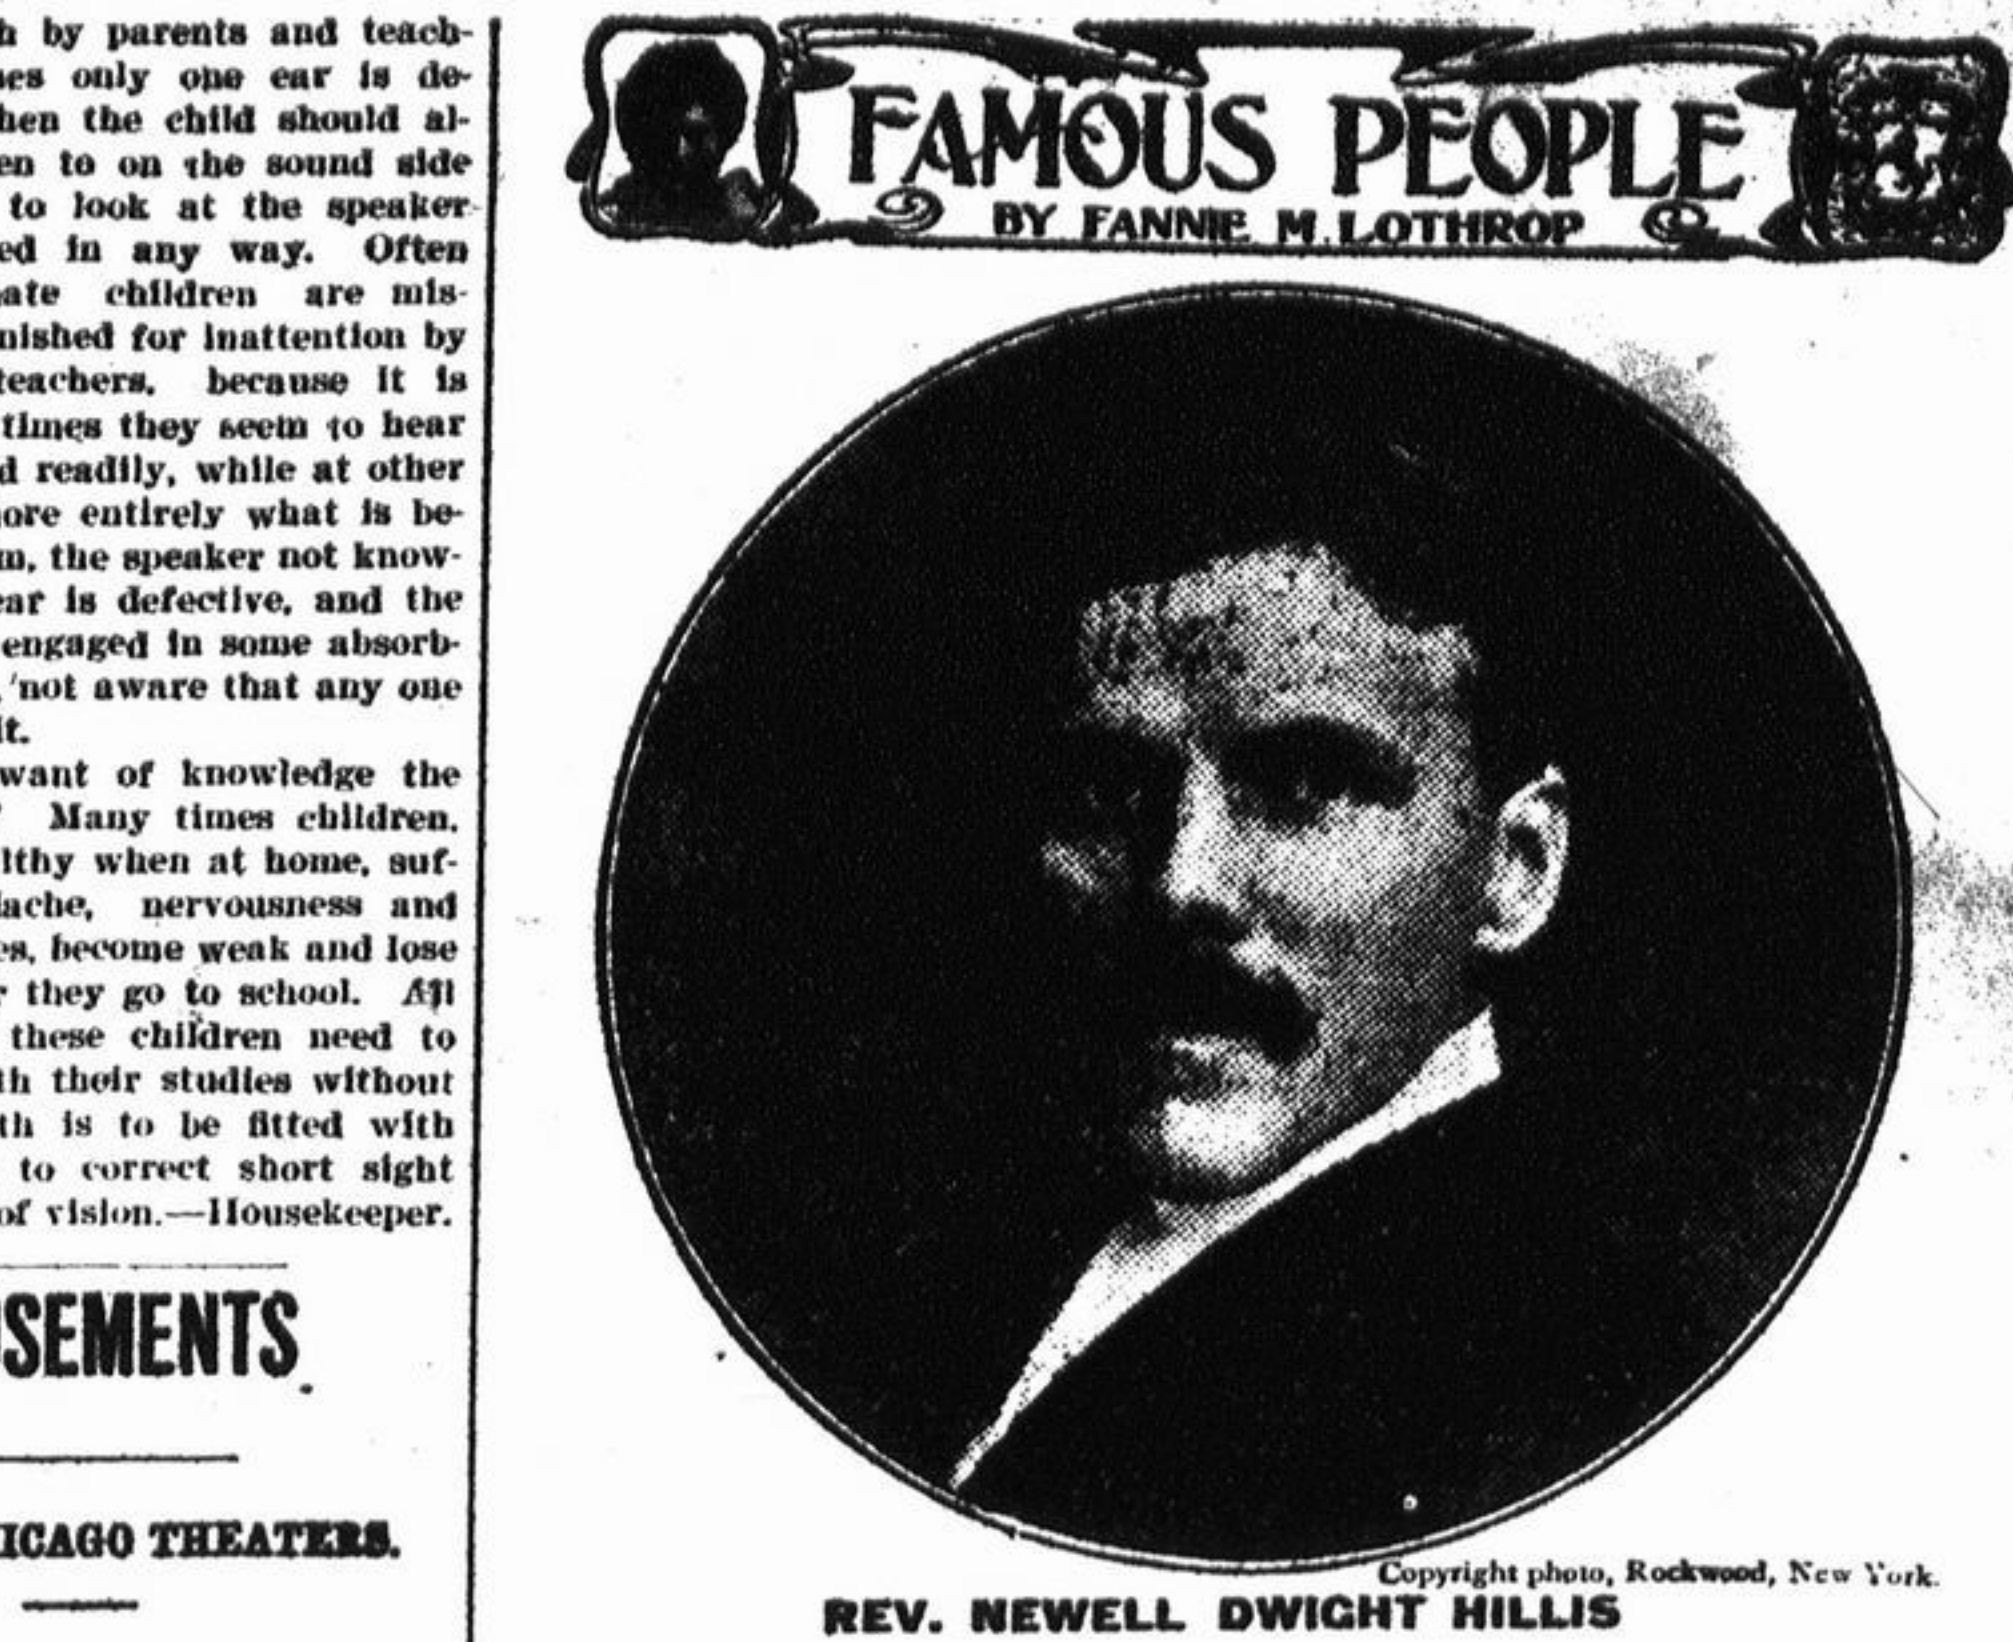 h by parents and teach-
es only one ear is de-
hen the child should al-
en to on the sound side
to look at the speaker
ed in any way. Often
ate children are mis-
nished for inattention by
teachers, because it is
times they seem to hear
d readily, while at other
ore entirely what is be-
m, the speaker not know-
ear is defective, and the
engaged in some absorb-
, not aware that any one
it.
want of knowledge the
Many times children,
lthy when at home, suf-
ache, nervousness and
es, become weak and lose
r they go to school. All
these children need to
th their studies without
th is to be fitted with
to correct short sight
of vision.—Housekeeper.
SEMENTS
ICAGO THEATERS.
FAMOUS PEOPLE
BY FANNIE M. LOTHROP
Copyright photo, Rockwood, New York.
REV. NEWELL DWIGHT HILLIS